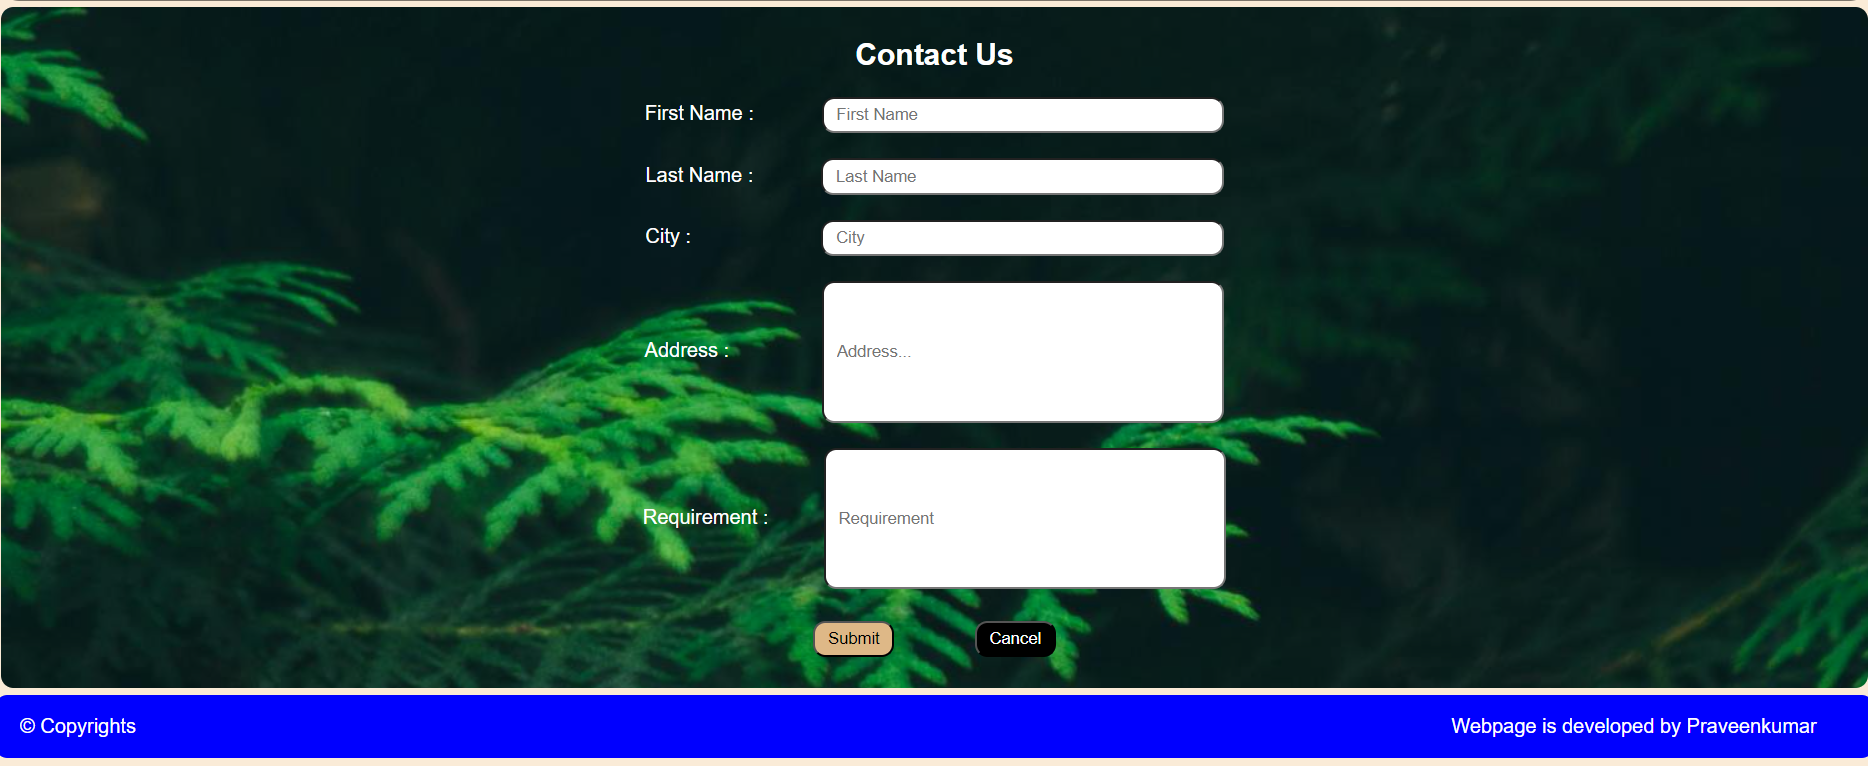 Contact Us
First Name : First Name
Last Name : Last Name
City : City
Address : Address...
Requirement : Requirement
Submit Cancel
© Copyrights Webpage is developed by Praveenkumar